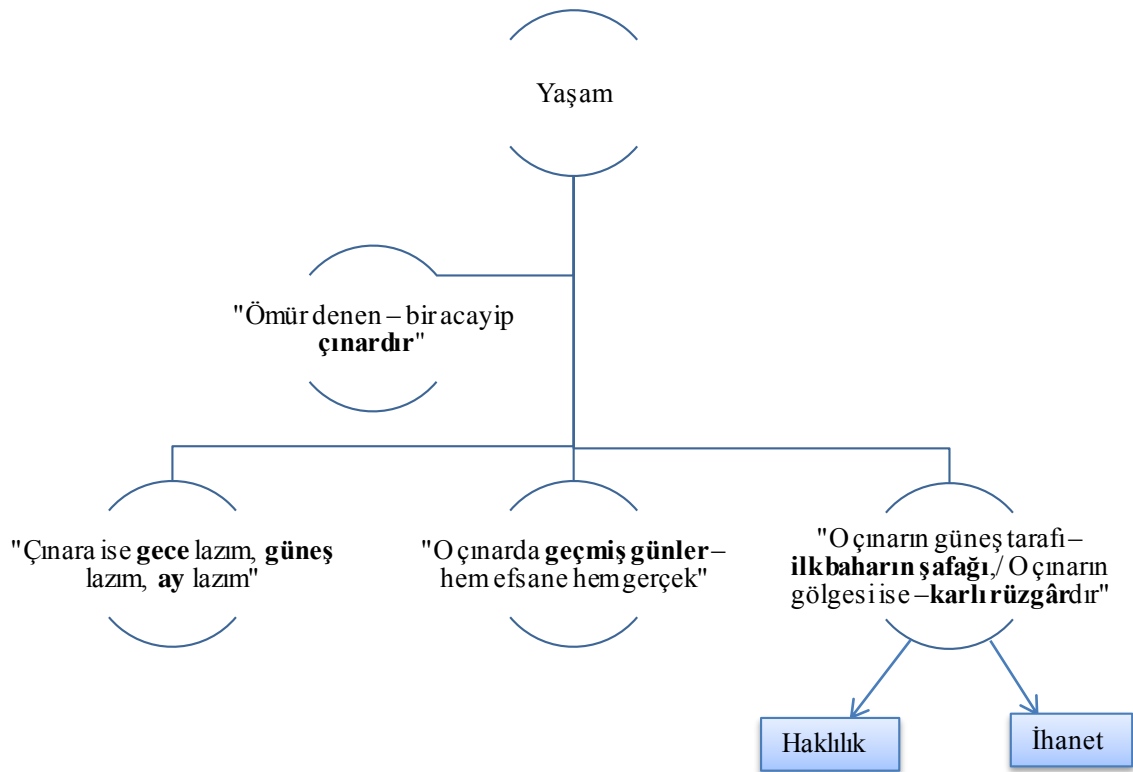 Yaşam
"Ömür denen – bir acayip
çınardır"
"Çınara ise gece lazım, güneş
lazım, ay lazım"
"O çınarda geçmiş günler –
hem efsane hem gerçek"
"O çınarın güneş tarafı –
ilkbaharın şafağı,/ O çınarın
gölgesi ise – karlı rüzgârdır"
Haklılık
İhanet